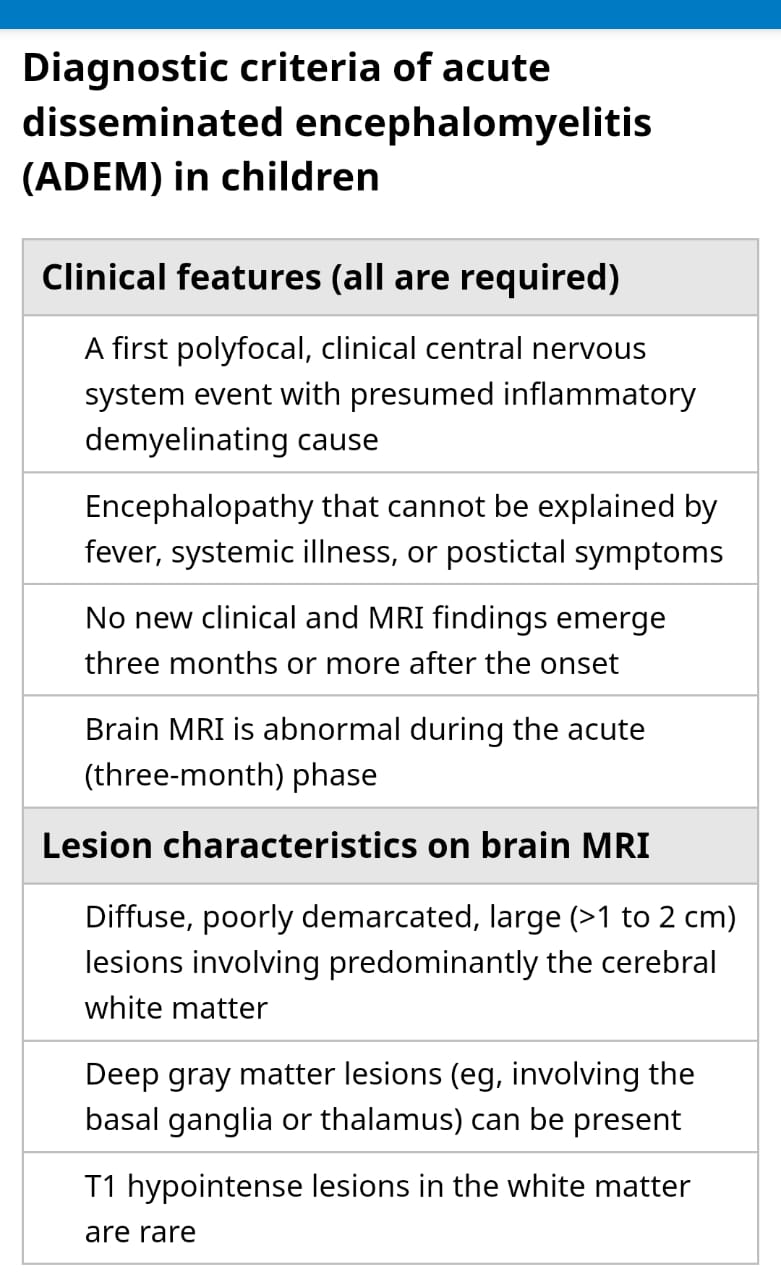 Diagnostic criteria of acute
disseminated encephalomyelitis
(ADEM) in children
Clinical features (all are required)
A first polyfocal, clinical central nervous
system event with presumed inflammatory
demyelinating cause
Encephalopathy that cannot be explained by
fever, systemic illness, or postictal symptoms
No new clinical and MRI findings emerge
three months or more after the onset
Brain MRI is abnormal during the acute
(three-month) phase
Lesion characteristics on brain MRI
Diffuse, poorly demarcated, large (>1 to 2 cm)
lesions involving predominantly the cerebral
white matter
Deep gray matter lesions (eg, involving the
basal ganglia or thalamus) can be present
T1 hypointense lesions in the white matter
are rare